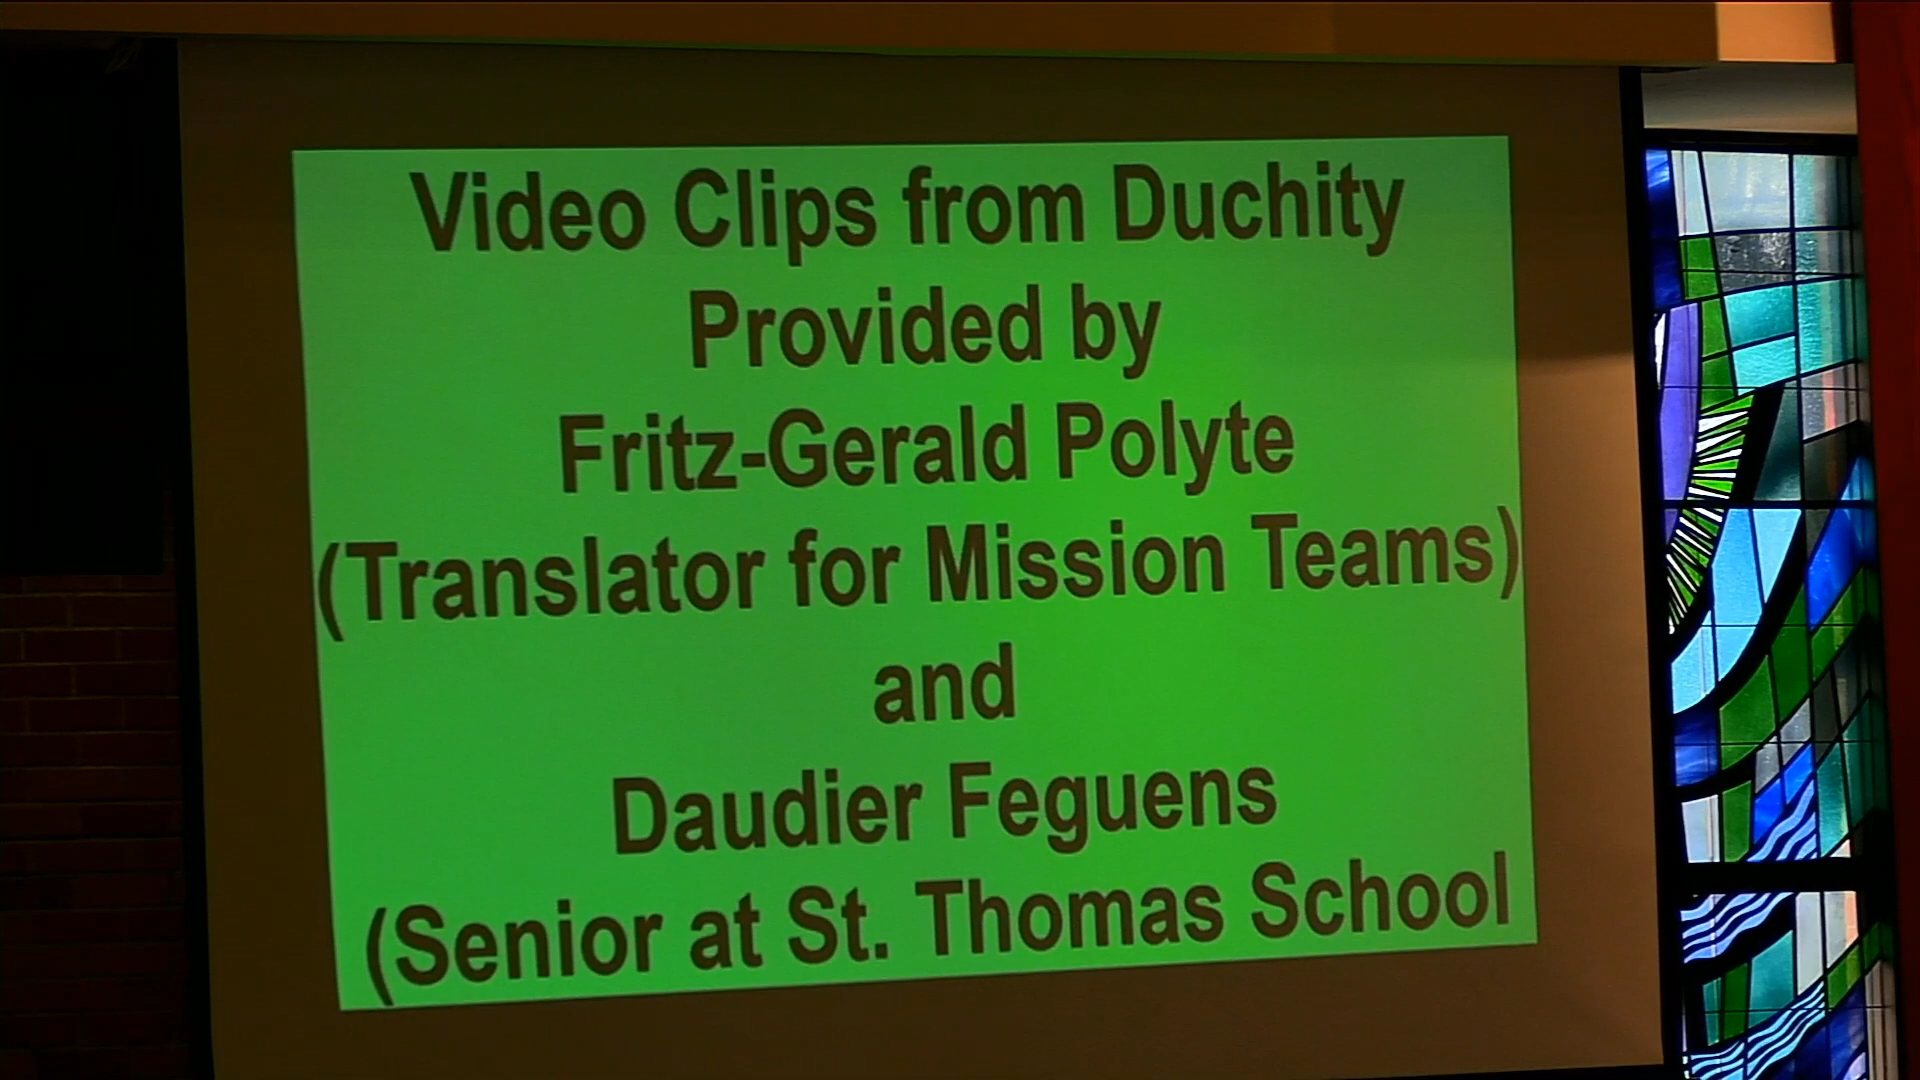 Video Clips from Duchity
Provided by
Fritz-Gerald Polyte
(Translator for Mission Teams)
and
Daudier Feguens
(Senior at St. Thomas School